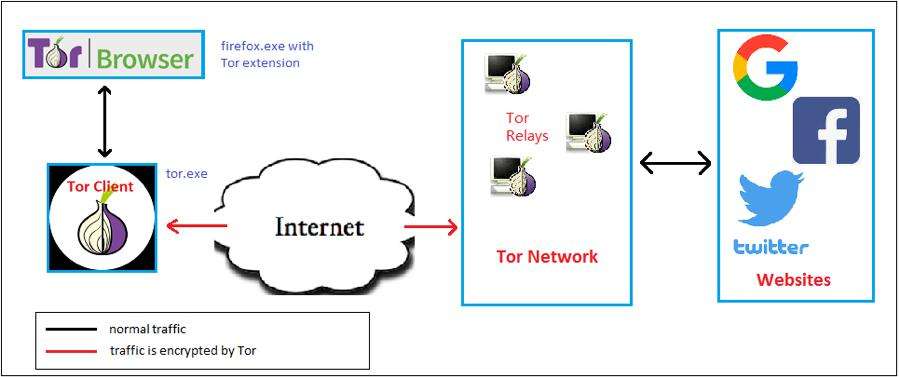 Tor Browser
firefox.exe with
Tor extension
Tor Client
tor.exe
Internet
Tor
Relays
Tor Network
G
f
twitter
Websites
normal traffic
traffic is encrypted by Tor